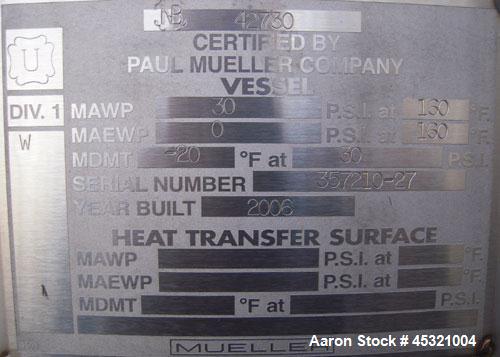 NB 42730
CERTIFIED BY
PAUL MUELLER COMPANY
VESSEL
U
DIV. 1
W
MAWP 30 P.S.I. at 160 °F.
MAEWP 0 P.S.I. at 160 °F.
MDMT -20 °F at 30 P.S.I.
SERIAL NUMBER 357210-27
YEAR BUILT 2006
HEAT TRANSFER SURFACE
MAWP P.S.I. at °F.
MAEWP P.S.I. at °F.
MDMT °F at P.S.I.
MUELLER
Aaron Stock # 45321004